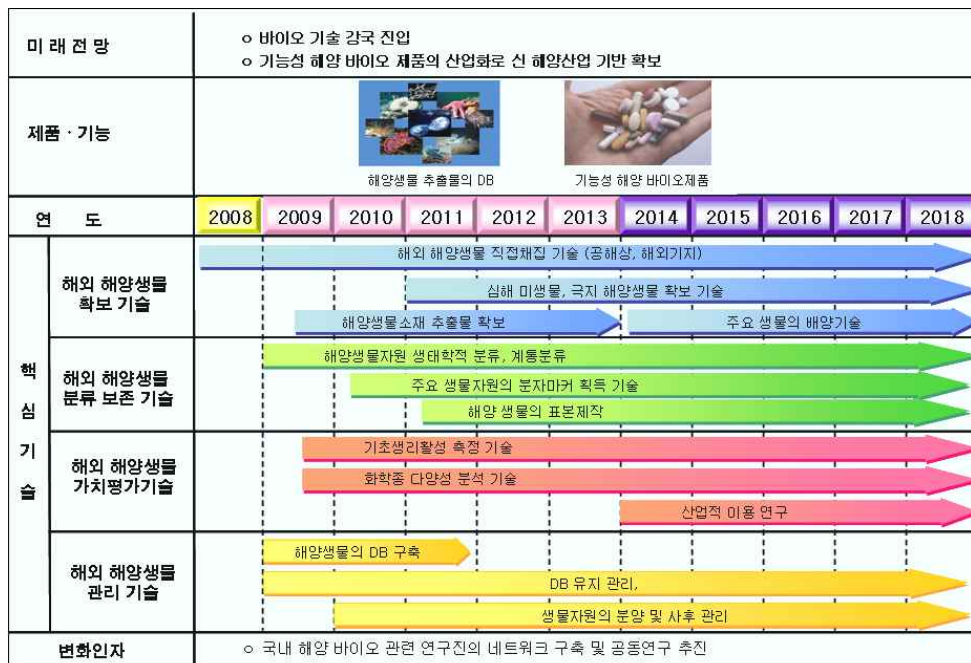 미 래 전 망
ㅇ 바이오 기술 강국 진입
ㅇ 기능성 해양 바이오 제품의 산업화로 신 해양산업 기반 확보
제품 · 기능
해양생물 추출물의 DB
기능성 해양 바이오제품
연 도
2008 2009 2010 2011 2012 2013 2014 2015 2016 2017 2018
핵심기술
해외 해양생물
확보 기술
해외 해양생물 직접채집 기술 (공해상, 해외기지)
심해 미생물, 극지 해양생물 확보 기술
해양생물소재 추출물 확보
주요 생물의 배양기술
해외 해양생물
분류 보존 기술
해양생물자원 생태학적 분류, 계통분류
주요 생물자원의 분자마커 획득 기술
해양 생물의 표본제작
해외 해양생물
가치평가기술
기초생리활성 측정 기술
화학종 다양성 분석 기술
산업적 이용 연구
해외 해양생물
관리 기술
해양생물의 DB 구축
DB 유지 관리,
생물자원의 분양 및 사후 관리
변화인자
ㅇ 국내 해양 바이오 관련 연구진의 네트워크 구축 및 공동연구 추진